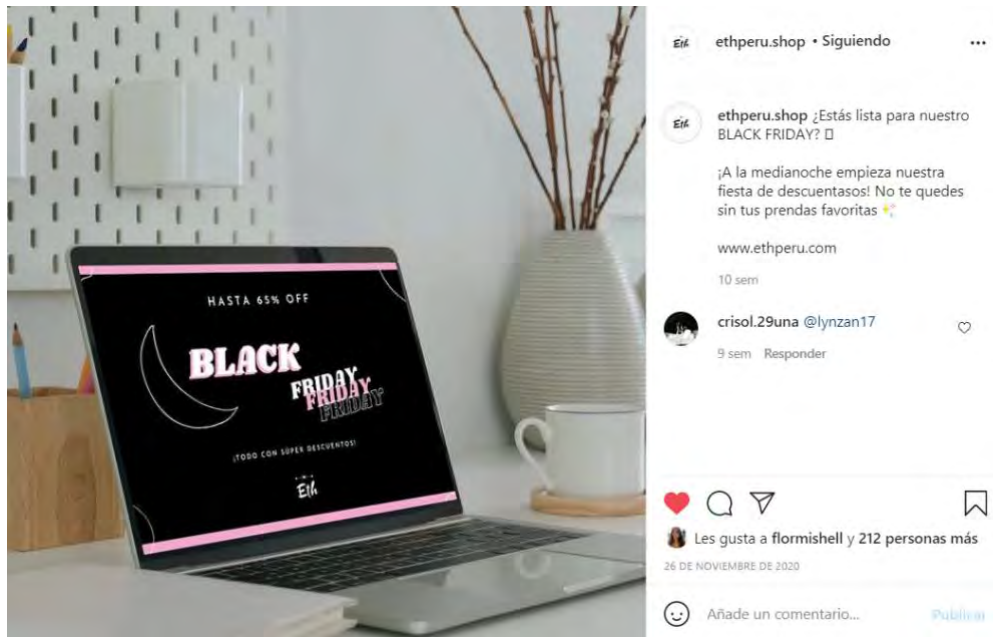 HASTA 65% OFF
BLACK
FRIDAY
FRIDAY
FRIDAY
¡TODO CON SÚPER DESCUENTOS!
Eth
Eth
ethperu.shop • Siguiendo
Eth
ethperu.shop ¿Estás lista para nuestro
BLACK FRIDAY?
¡A la medianoche empieza nuestra
fiesta de descuentasos! No te quedes
sin tus prendas favoritas
www.ethperu.com
10 sem
crisol.29una @lynzan17
9 sem Responder
Les gusta a flormishell y 212 personas más
26 DE NOVIEMBRE DE 2020
Añade un comentario...
Publicar